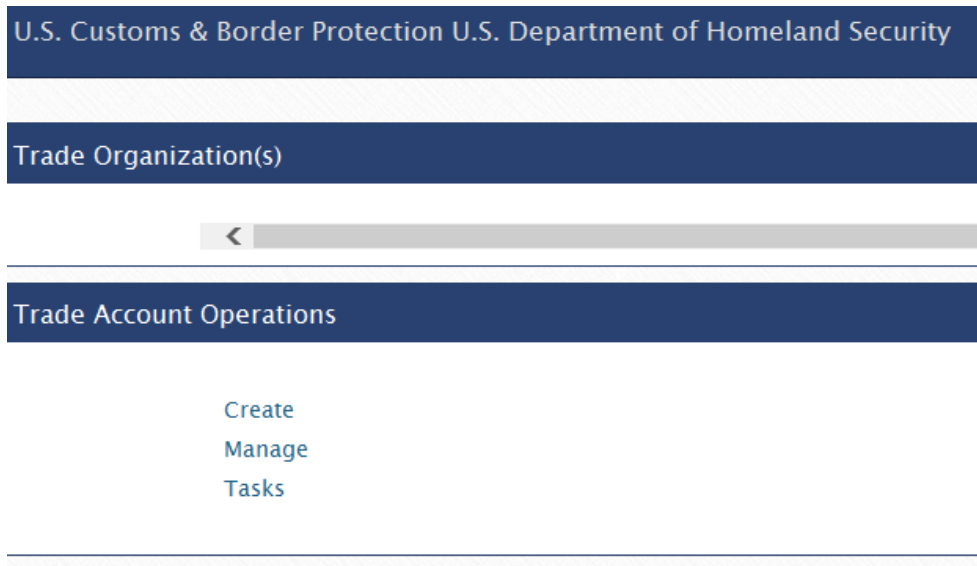 U.S. Customs & Border Protection U.S. Department of Homeland Security
Trade Organization(s)
Trade Account Operations
Create
Manage
Tasks